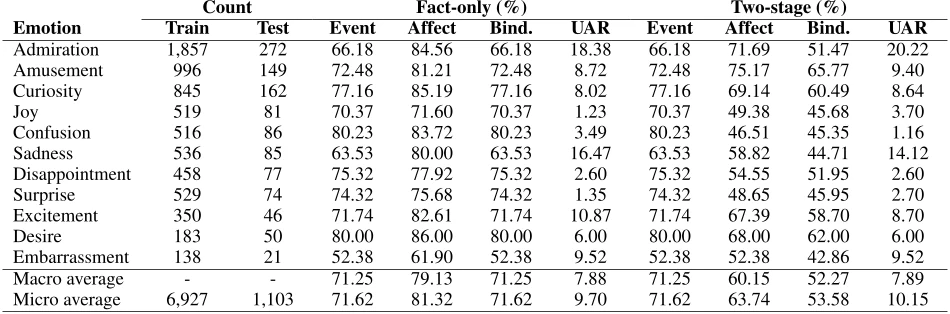 Count Fact-only (%) Two-stage (%)
Emotion Train Test Event Affect Bind. UAR Event Affect Bind. UAR
Admiration 1,857 272 66.18 84.56 66.18 18.38 66.18 71.69 51.47 20.22
Amusement 996 149 72.48 81.21 72.48 8.72 72.48 75.17 65.77 9.40
Curiosity 845 162 77.16 85.19 77.16 8.02 77.16 69.14 60.49 8.64
Joy 519 81 70.37 71.60 70.37 1.23 70.37 49.38 45.68 3.70
Confusion 516 86 80.23 83.72 80.23 3.49 80.23 46.51 45.35 1.16
Sadness 536 85 63.53 80.00 63.53 16.47 63.53 58.82 44.71 14.12
Disappointment 458 77 75.32 77.92 75.32 2.60 75.32 54.55 51.95 2.60
Surprise 529 74 74.32 75.68 74.32 1.35 74.32 48.65 45.95 2.70
Excitement 350 46 71.74 82.61 71.74 10.87 71.74 67.39 58.70 8.70
Desire 183 50 80.00 86.00 80.00 6.00 80.00 68.00 62.00 6.00
Embarrassment 138 21 52.38 61.90 52.38 9.52 52.38 52.38 42.86 9.52
Macro average - - 71.25 79.13 71.25 7.88 71.25 60.15 52.27 7.89
Micro average 6,927 1,103 71.62 81.32 71.62 9.70 71.62 63.74 53.58 10.15